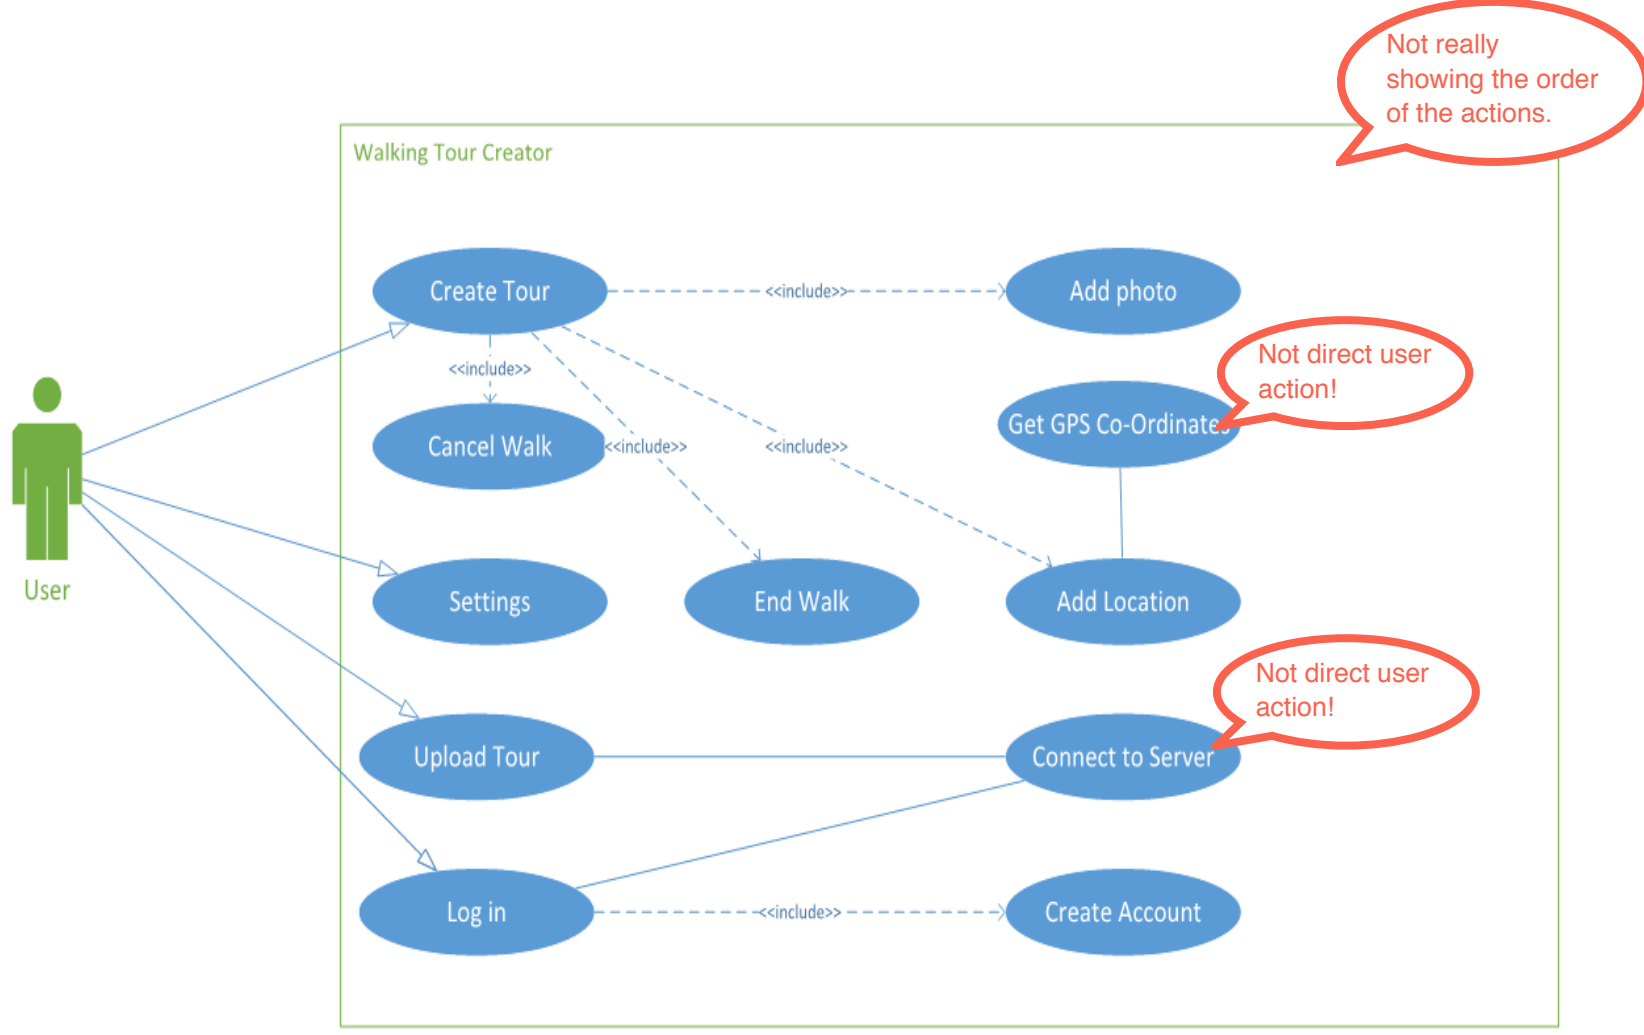 Not really
showing the order
of the actions.
Walking Tour Creator
Create Tour
<<include>>
Add photo
<<include>>
Not direct user
action!
Get GPS Co-Ordinates
Cancel Walk
<<include>>
<<include>>
User
Settings
End Walk
Add Location
Not direct user
action!
Upload Tour
Connect to Server
Log in
<<include>>
Create Account